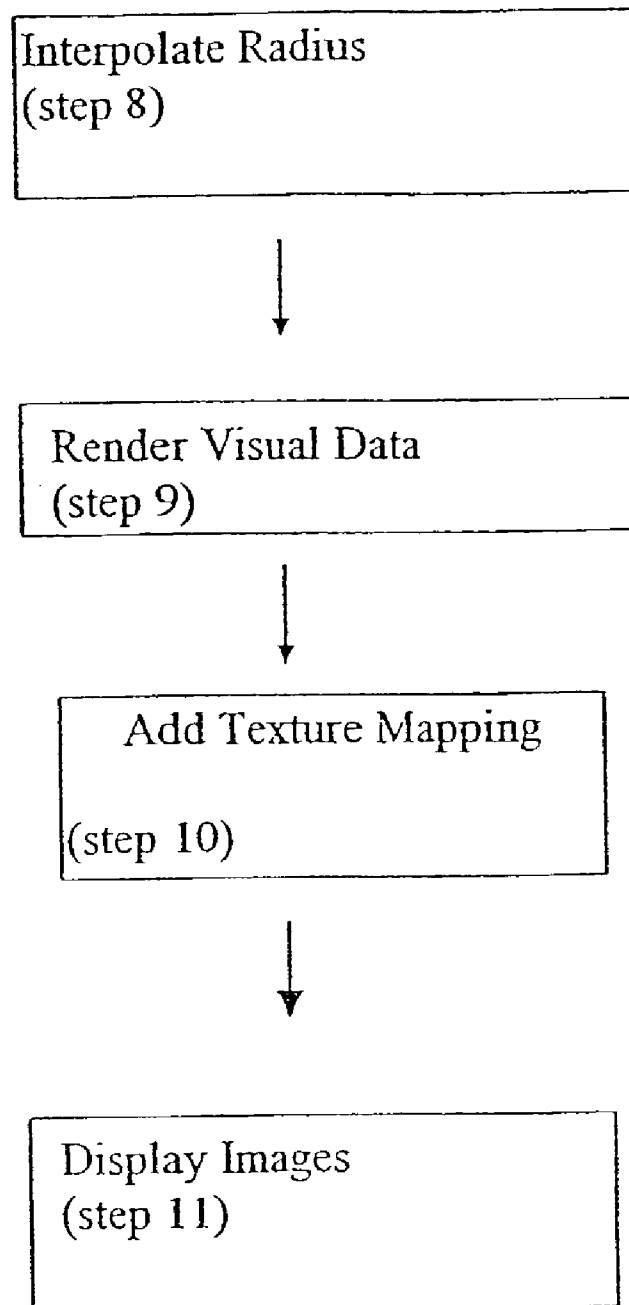 Interpolate Radius
(step 8)
Render Visual Data
(step 9)
Add Texture Mapping
(step 10)
Display Images
(step 11)